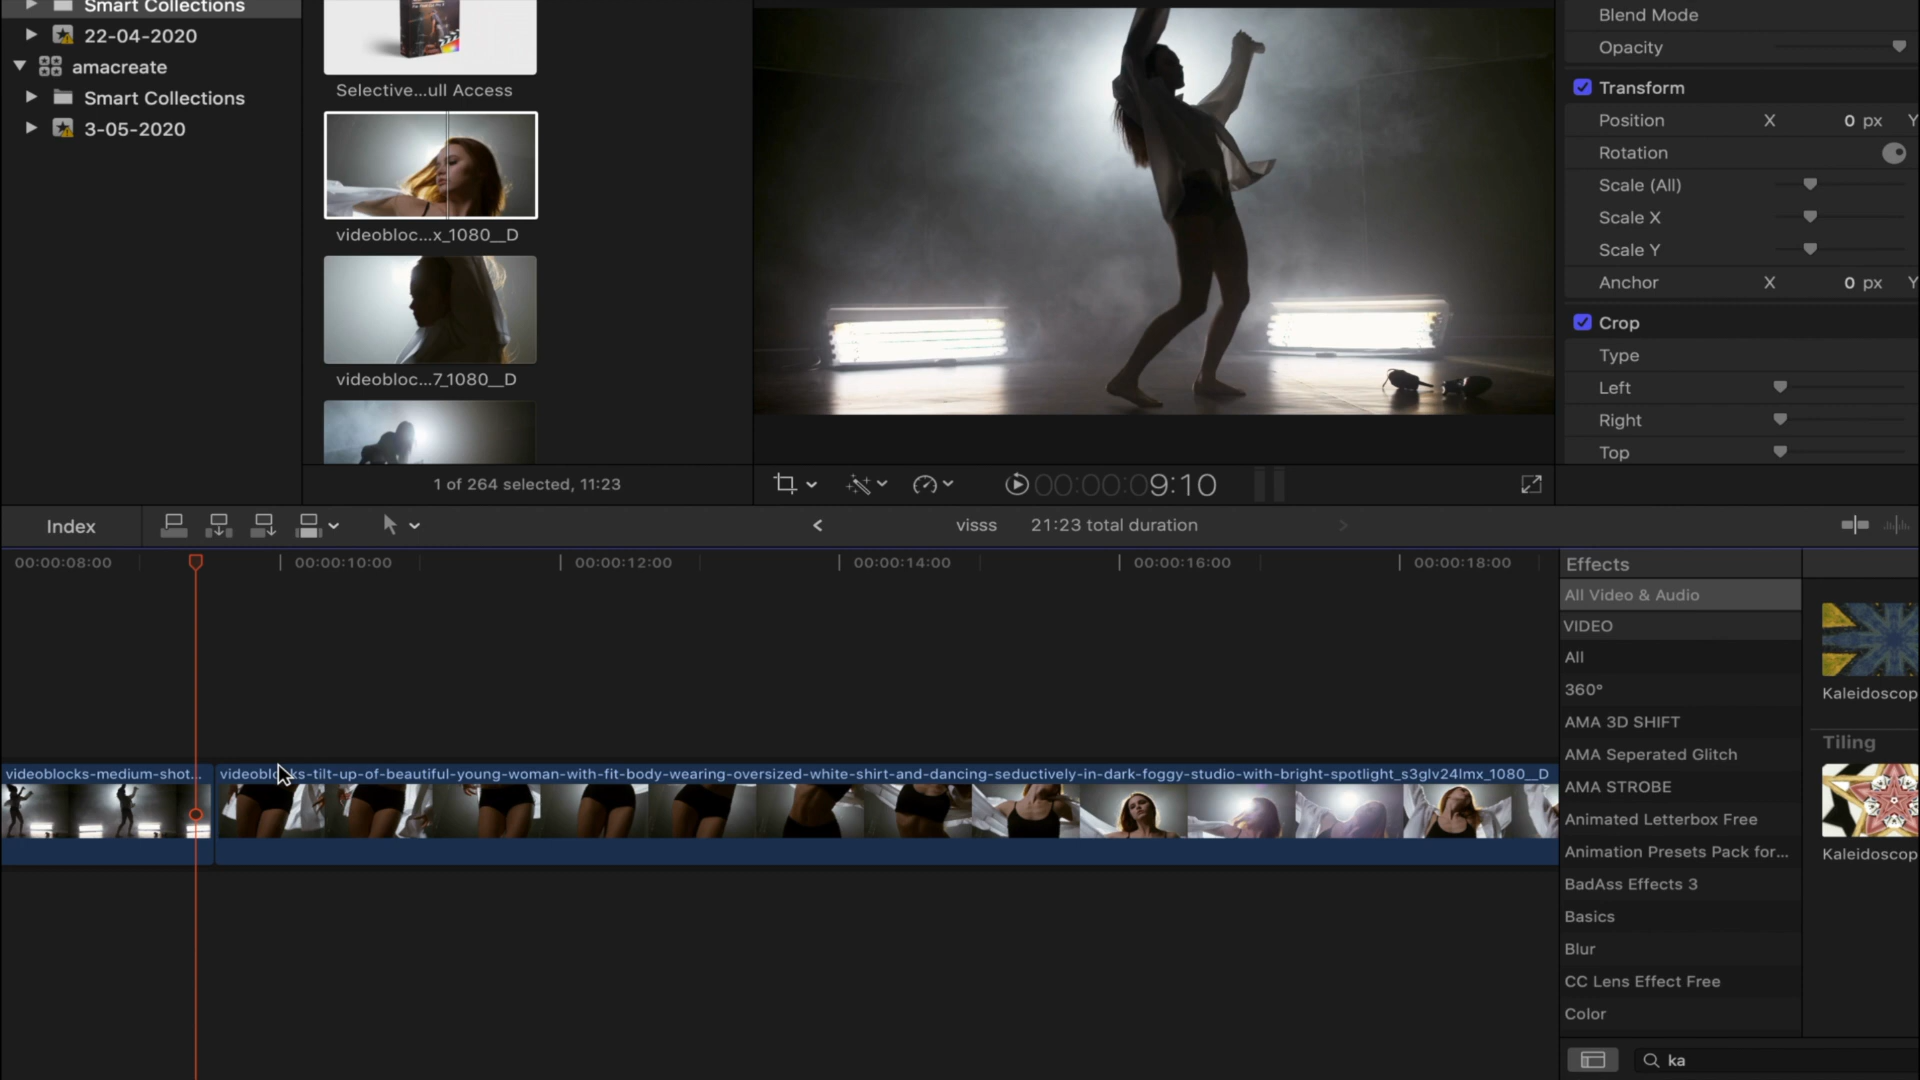 Smart Collections
22-04-2020
amacreate
Smart Collections
3-05-2020
Selective...ull Access
videobloc...x_1080__D
videobloc...7_1080__D
1 of 264 selected, 11:23
Blend Mode
Opacity
Transform
Position X 0 px Y
Rotation
Scale (All)
Scale X
Scale Y
Anchor X 0 px Y
Crop
Type
Left
Right
Top
00:00:09:10
Index
visss 21:23 total duration
00:00:08:00 00:00:10:00 00:00:12:00 00:00:14:00 00:00:16:00 00:00:18:00
videoblocks-medium-shot...
videoblocks-tilt-up-of-beautiful-young-woman-with-fit-body-wearing-oversized-white-shirt-and-dancing-seductively-in-dark-foggy-studio-with-bright-spotlight_s3glv24lmx_1080__D
Effects
All Video & Audio
VIDEO
All
360°
AMA 3D SHIFT
AMA Seperated Glitch
AMA STROBE
Animated Letterbox Free
Animation Presets Pack for...
BadAss Effects 3
Basics
Blur
CC Lens Effect Free
Color
Kaleidoscop
Tiling
Kaleidoscop
ka